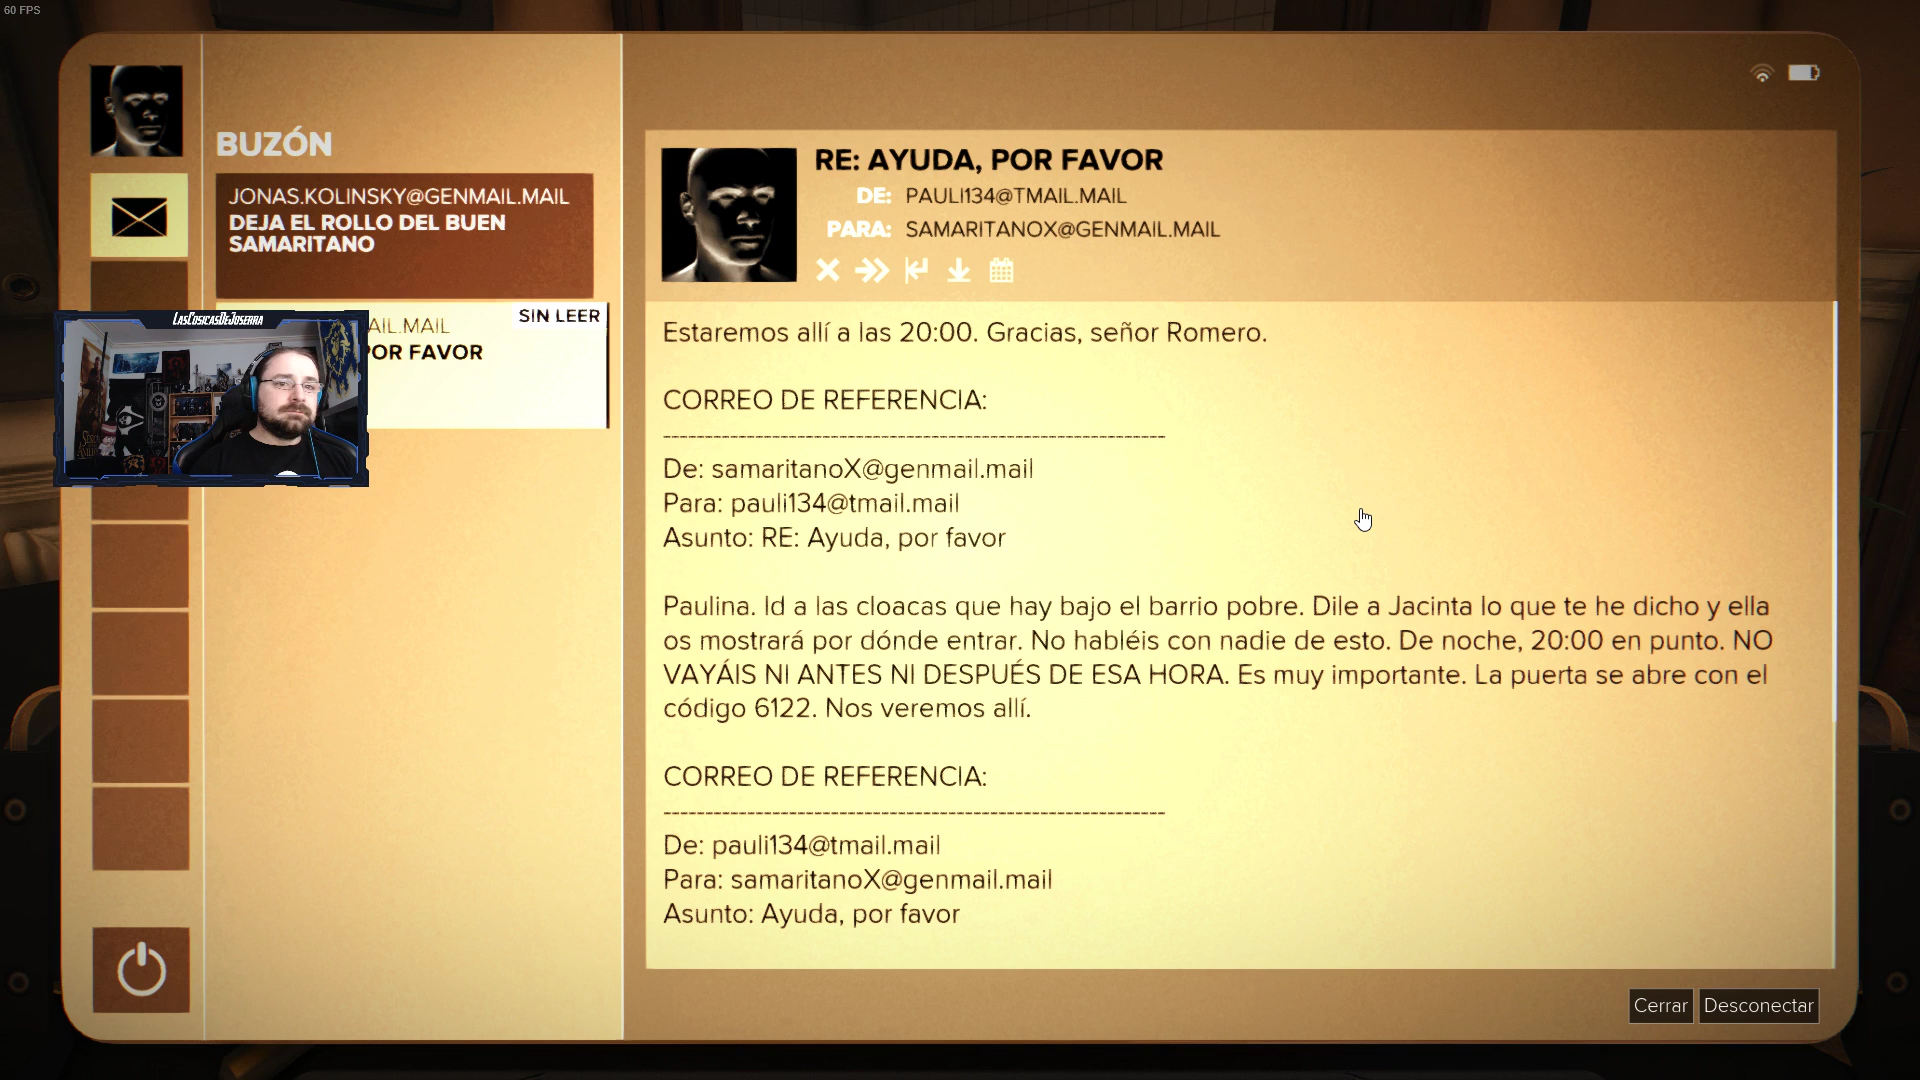 60 FPS
BUZÓN
JONAS.KOLINSKY@GENMAIL.MAIL
DEJA EL ROLLO DEL BUEN
SAMARITANO
SIN LEER
AIL.MAIL
POR FAVOR
LASCOSICASDEJOSERRA
RE: AYUDA, POR FAVOR
DE: PAULI134@TMAIL.MAIL
PARA: SAMARITANOX@GENMAIL.MAIL
Estaremos allí a las 20:00. Gracias, señor Romero.
CORREO DE REFERENCIA:
------------------------------------------------------------
De: samaritanoX@genmail.mail
Para: pauli134@tmail.mail
Asunto: RE: Ayuda, por favor
Paulina. Id a las cloacas que hay bajo el barrio pobre. Dile a Jacinta lo que te he dicho y ella
os mostrará por dónde entrar. No habléis con nadie de esto. De noche, 20:00 en punto. NO
VAYÁIS NI ANTES NI DESPUÉS DE ESA HORA. Es muy importante. La puerta se abre con el
código 6122. Nos veremos allí.
CORREO DE REFERENCIA:
------------------------------------------------------------
De: pauli134@tmail.mail
Para: samaritanoX@genmail.mail
Asunto: Ayuda, por favor
Cerrar
Desconectar